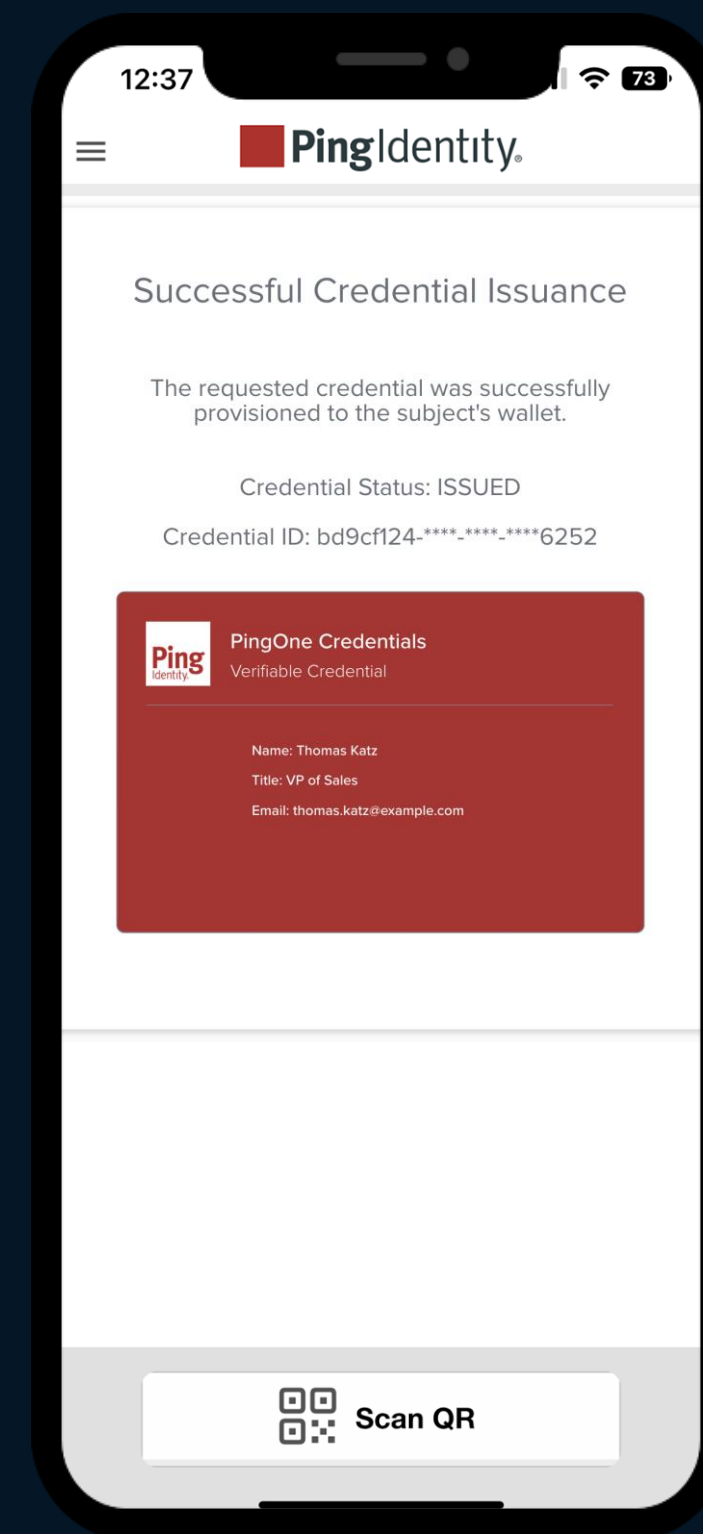 12:37
73
PingIdentity®
Successful Credential Issuance
The requested credential was successfully
provisioned to the subject's wallet.
Credential Status: ISSUED
Credential ID: bd9cf124-****-****-****6252
Ping
Identity®
PingOne Credentials
Verifiable Credential
Name: Thomas Katz
Title: VP of Sales
Email: thomas.katz@example.com
Scan QR